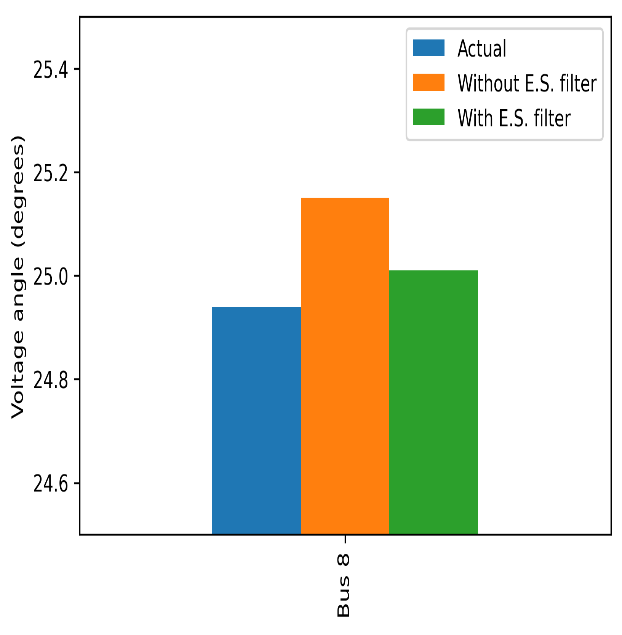 Actual
Without E.S. filter
With E.S. filter
Voltage angle (degrees)
25.4
25.2
25.0
24.8
24.6
Bus 8